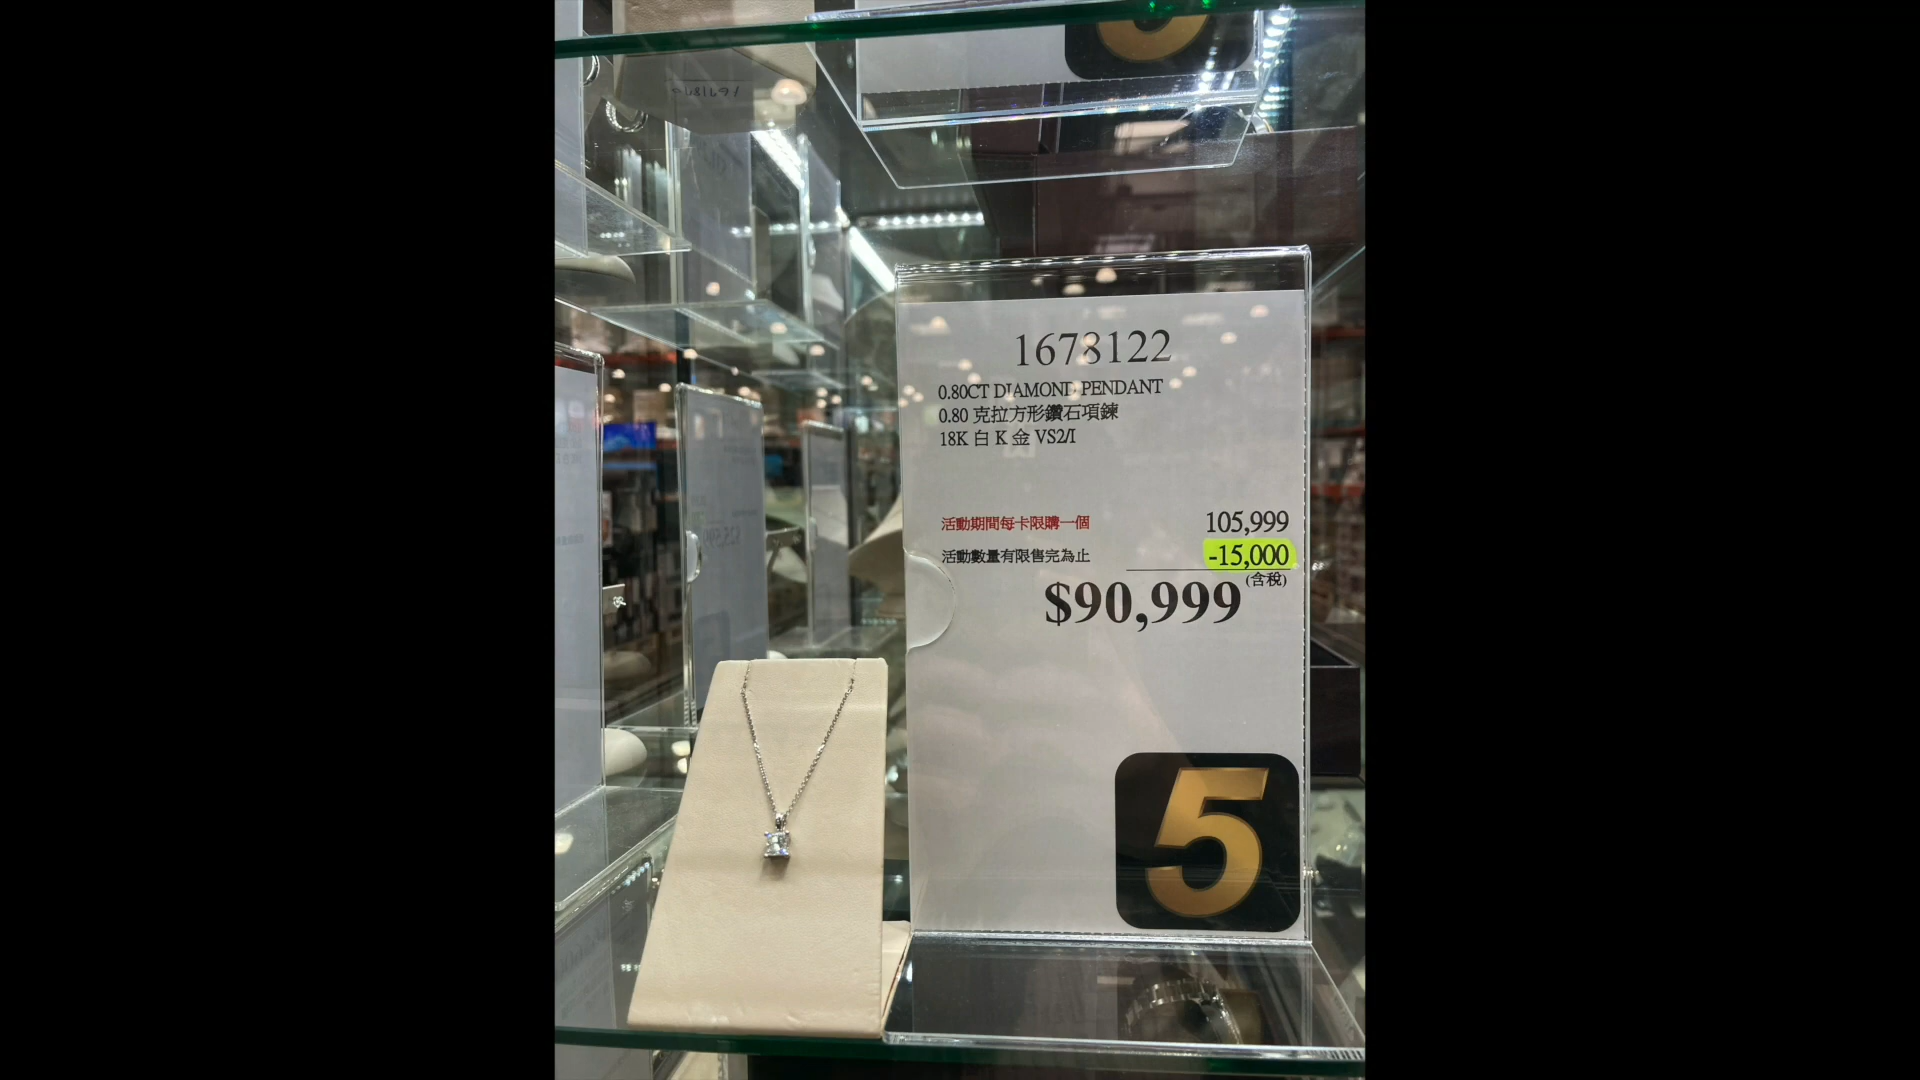 1678122
0.80CT DIAMOND PENDANT
0.80 克拉方形鑽石項鍊
18K 白 K 金 VS2/I
活動期間每卡限購一個 105,999
活動數量有限售完為止 -15,000
(含稅)
$90,999
5